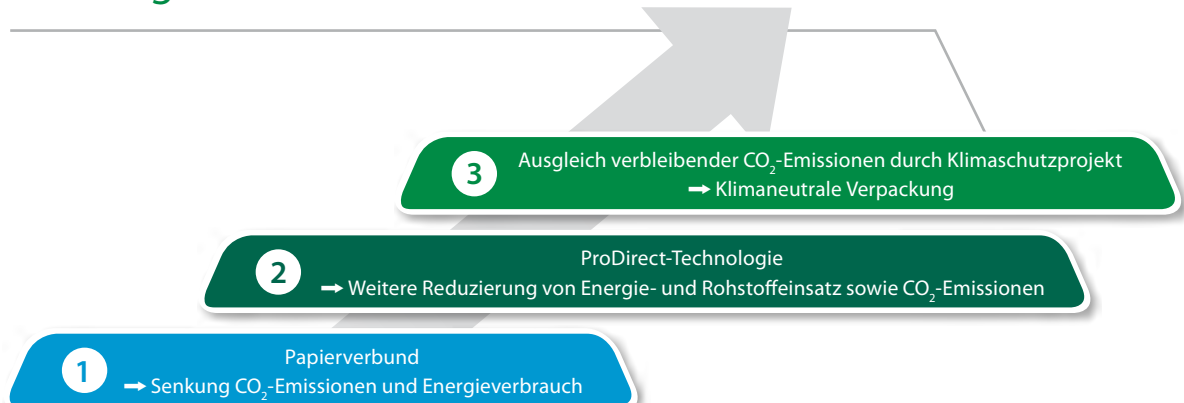 3
Ausgleich verbleibender CO₂-Emissionen durch Klimaschutzprojekt
➞ Klimaneutrale Verpackung
2
ProDirect-Technologie
➞ Weitere Reduzierung von Energie- und Rohstoffeinsatz sowie CO₂-Emissionen
1
Papierverbund
➞ Senkung CO₂-Emissionen und Energieverbrauch